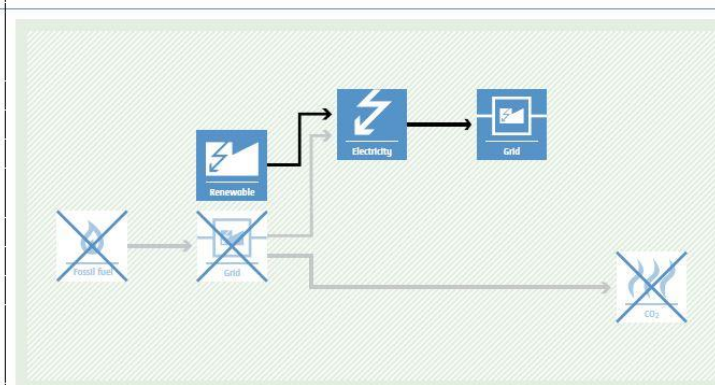 Electricity
Grid
Renewable
Fossil fuel
Grid
CO₂